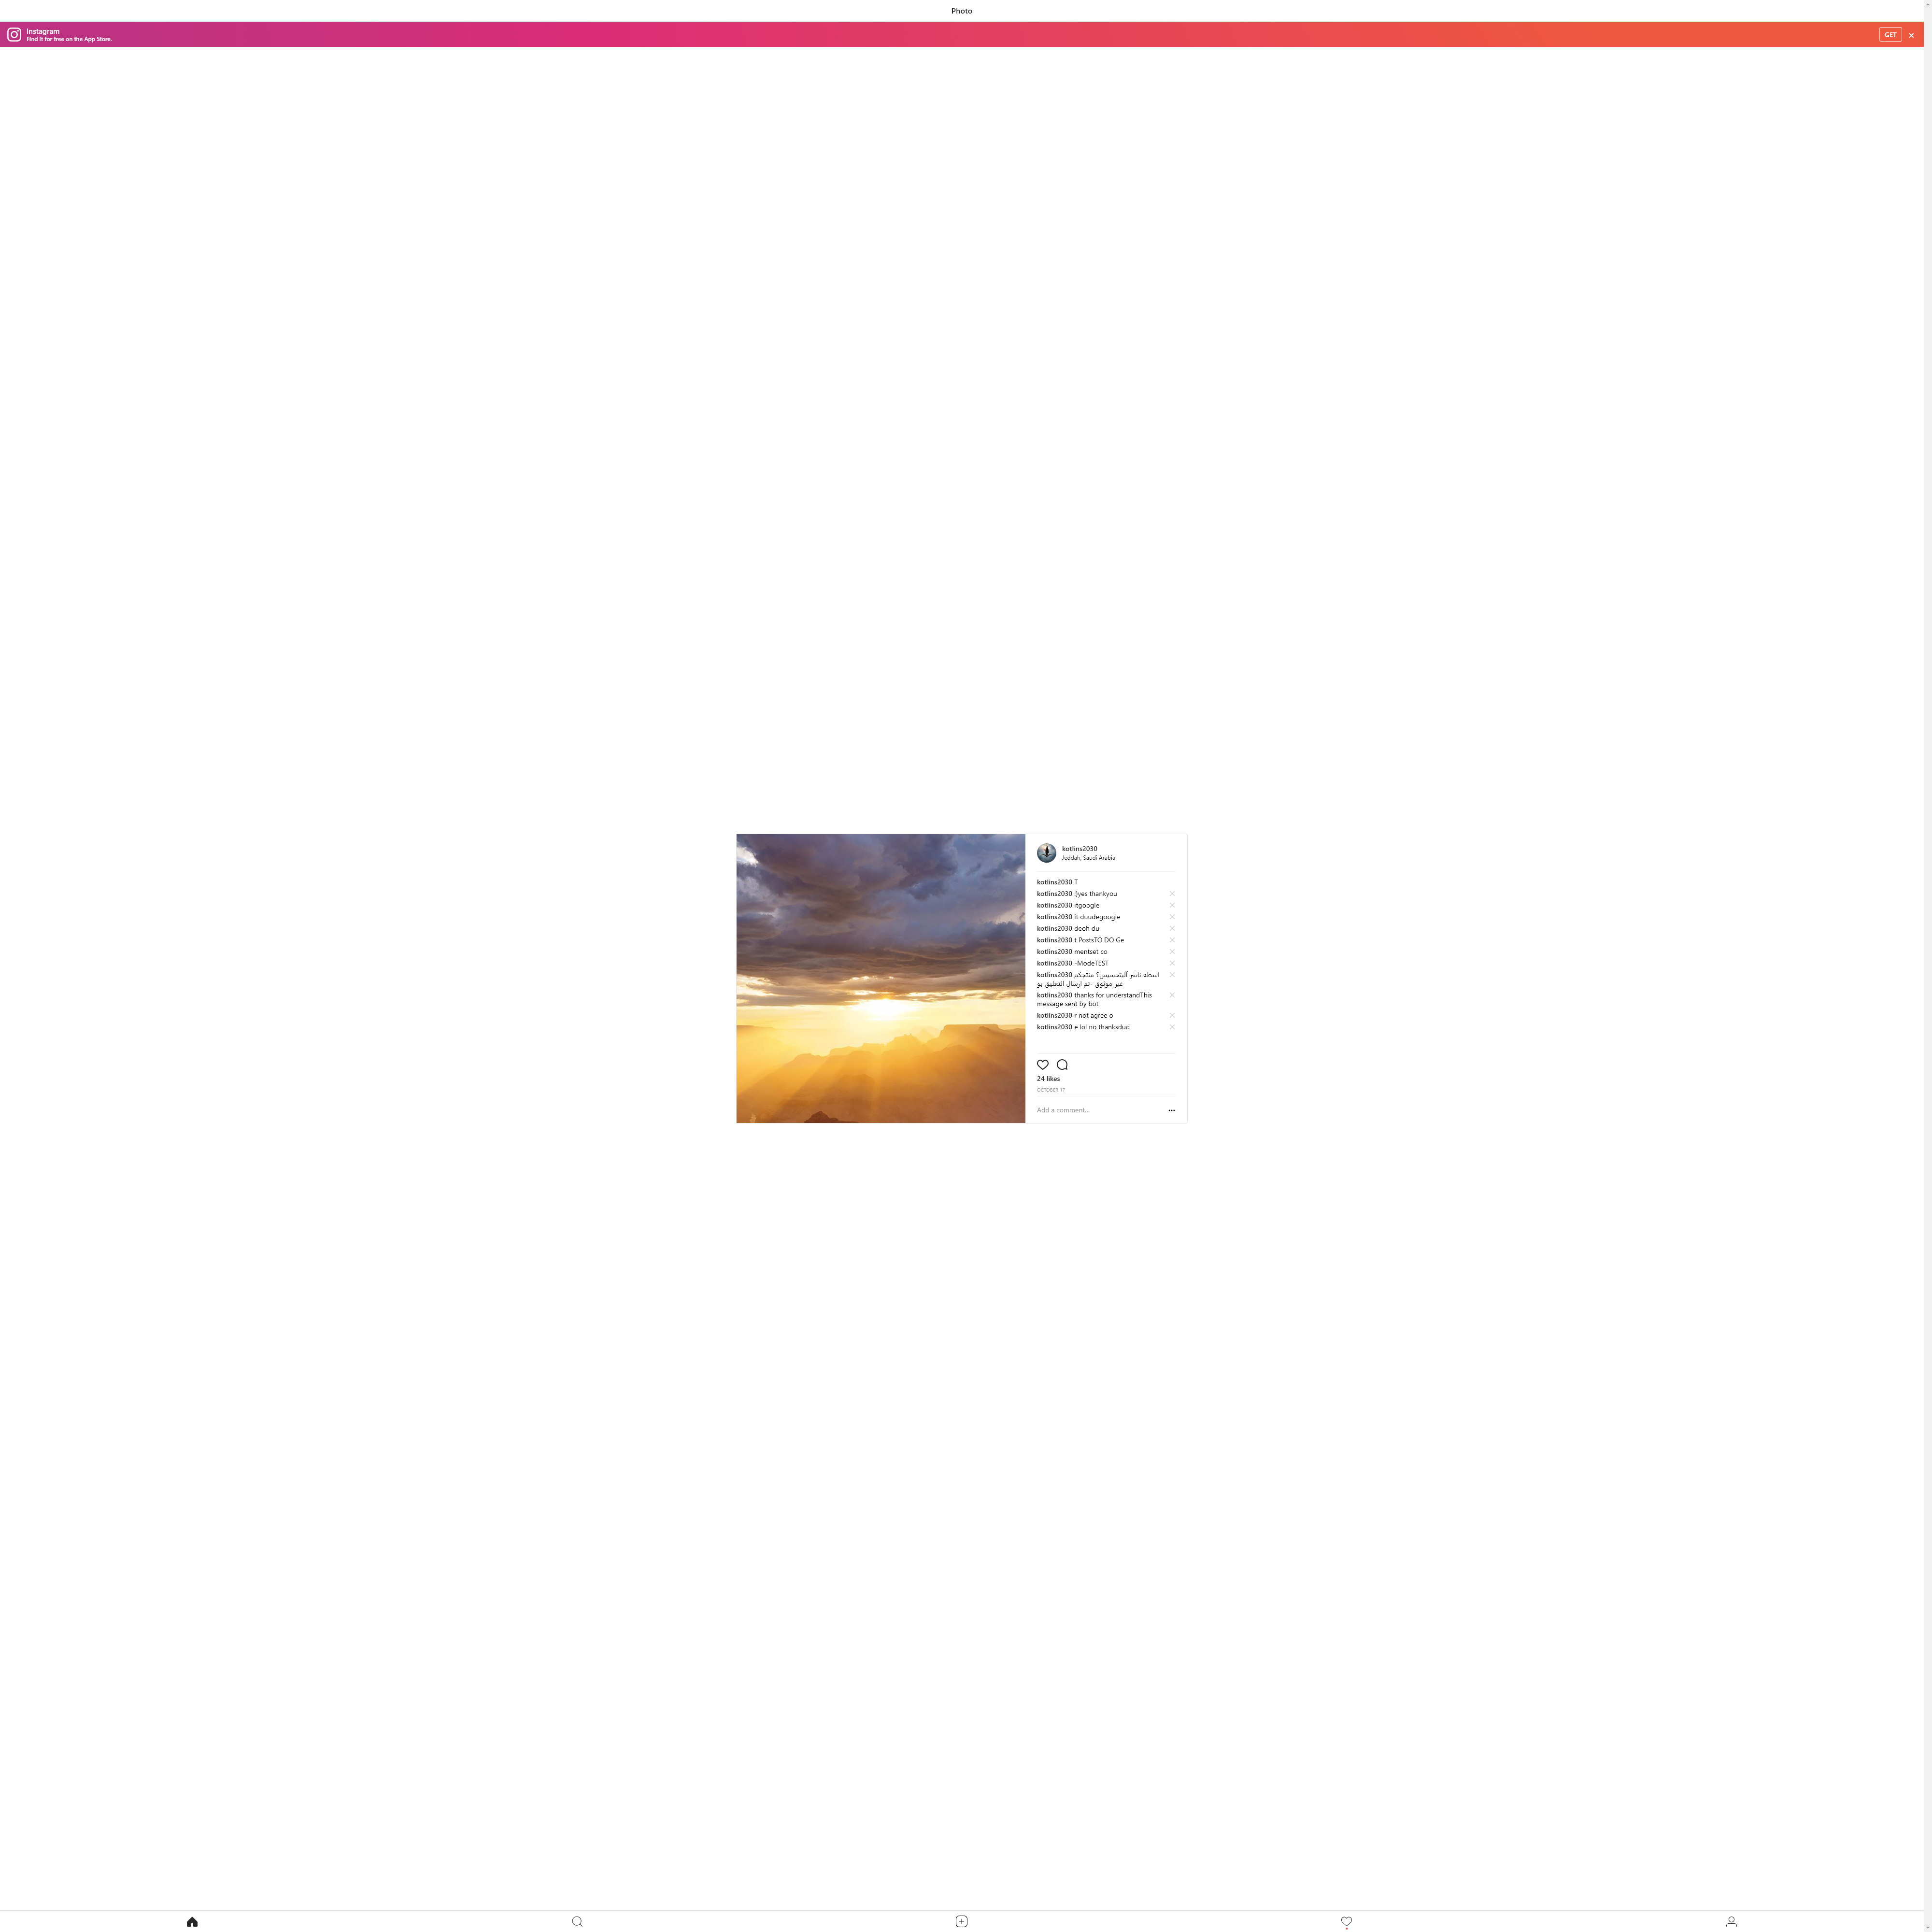 Photo
Instagram
Find it for free on the App Store.
GET
kotlins2030
Jeddah, Saudi Arabia
kotlins2030 T
kotlins2030 :)yes thankyou
kotlins2030 itgoogle
kotlins2030 it duudegoogle
kotlins2030 deoh du
kotlins2030 t PostsTO DO Ge
kotlins2030 mentset co
kotlins2030 -ModeTEST
kotlins2030 اسطة ناشر أليتخسيس؟ منتجكم
غير موثوق -تم ارسال التعليق بو
kotlins2030 thanks for understandThis
message sent by bot
kotlins2030 r not agree o
kotlins2030 e lol no thanksdud
24 likes
OCTOBER 17
Add a comment...